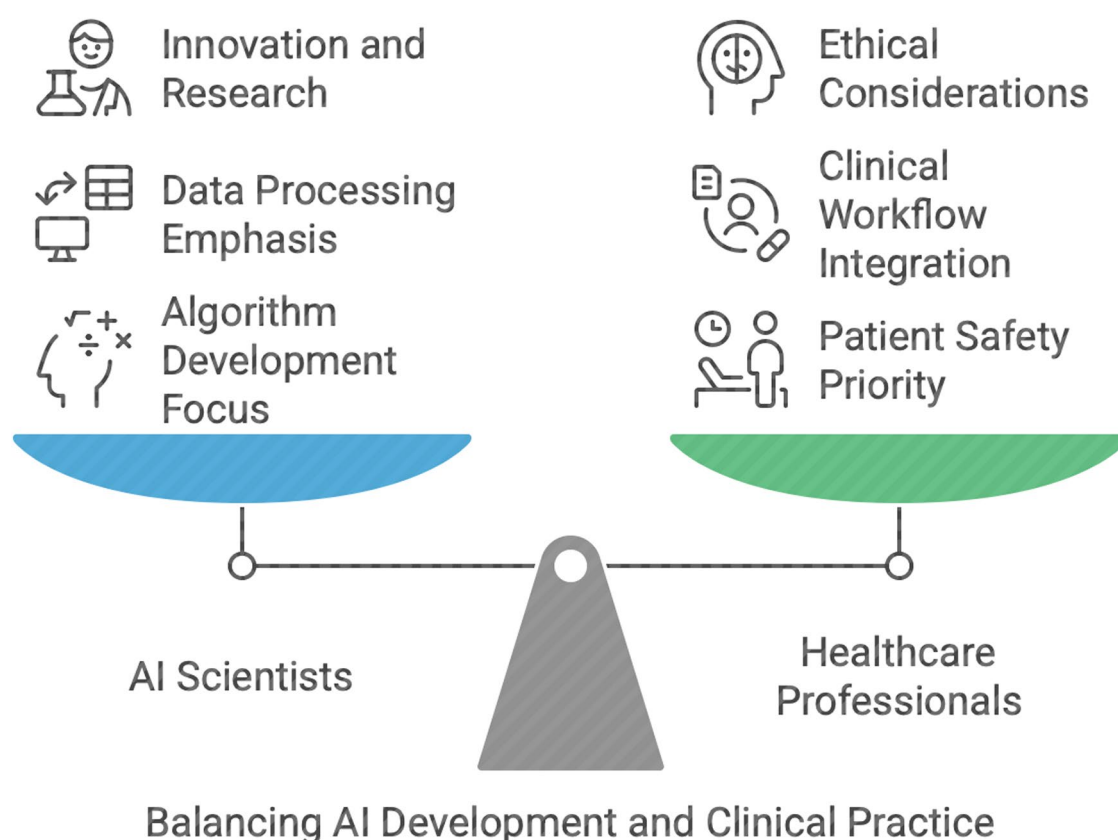 Innovation and
Research
Data Processing
Emphasis
Algorithm
Development
Focus
Ethical
Considerations
Clinical
Workflow
Integration
Patient Safety
Priority
AI Scientists
Healthcare
Professionals
Balancing AI Development and Clinical Practice